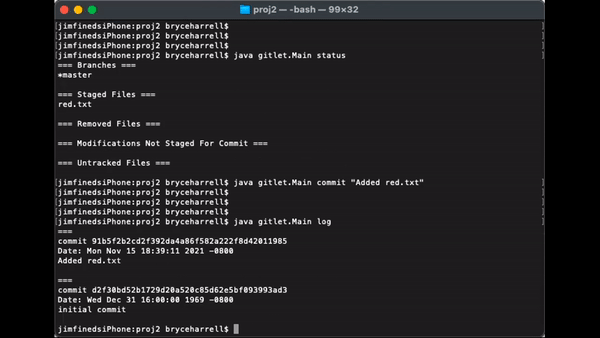 proj2 — -bash — 99×32
[jimfinedsiPhone:proj2 bryceharrell$ ]
[jimfinedsiPhone:proj2 bryceharrell$ ]
[jimfinedsiPhone:proj2 bryceharrell$ ]
[jimfinedsiPhone:proj2 bryceharrell$ java gitlet.Main status ]
=== Branches ===
*master
=== Staged Files ===
red.txt
=== Removed Files ===
=== Modifications Not Staged For Commit ===
=== Untracked Files ===
[jimfinedsiPhone:proj2 bryceharrell$ java gitlet.Main commit "Added red.txt" ]
[jimfinedsiPhone:proj2 bryceharrell$ ]
[jimfinedsiPhone:proj2 bryceharrell$ ]
[jimfinedsiPhone:proj2 bryceharrell$ java gitlet.Main log ]
===
commit 91b5f2b2cd2f392da4a86f582a222f8d42011985
Date: Mon Nov 15 18:39:11 2021 -0800
Added red.txt
===
commit d2f30bd52b1729d20a520c85d62e5bf093993ad3
Date: Wed Dec 31 16:00:00 1969 -0800
initial commit
jimfinedsiPhone:proj2 bryceharrell$